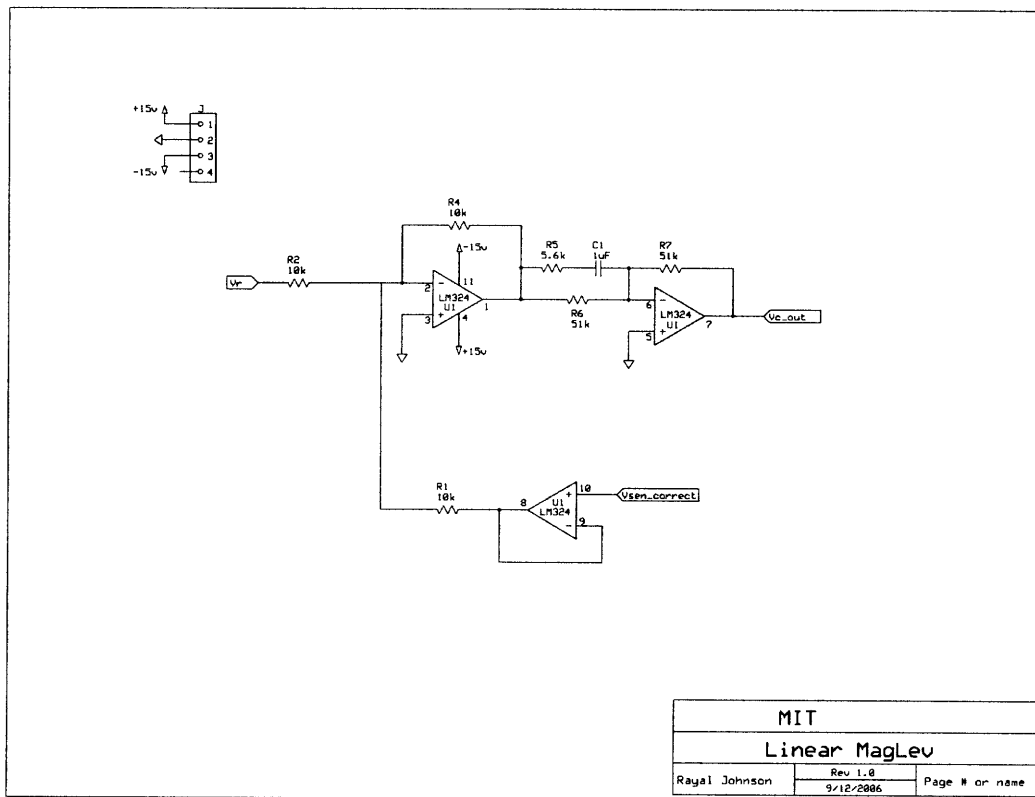 +15v
J
1
2
3
4
-15v
R4
10k
-15v
R5
5.6k
C1
1uF
R7
51k
R2
10k
Vr
2
-
11
LM324
U1
1
3
+
4
+15v
R6
51k
6
-
LM324
U1
7
5
+
Vc_out
R1
10k
8
U1
LM324
+
-
10
9
Vsen_correct
MIT
Linear MagLev
Rayal Johnson
Rev 1.0
9/12/2006
Page # or name